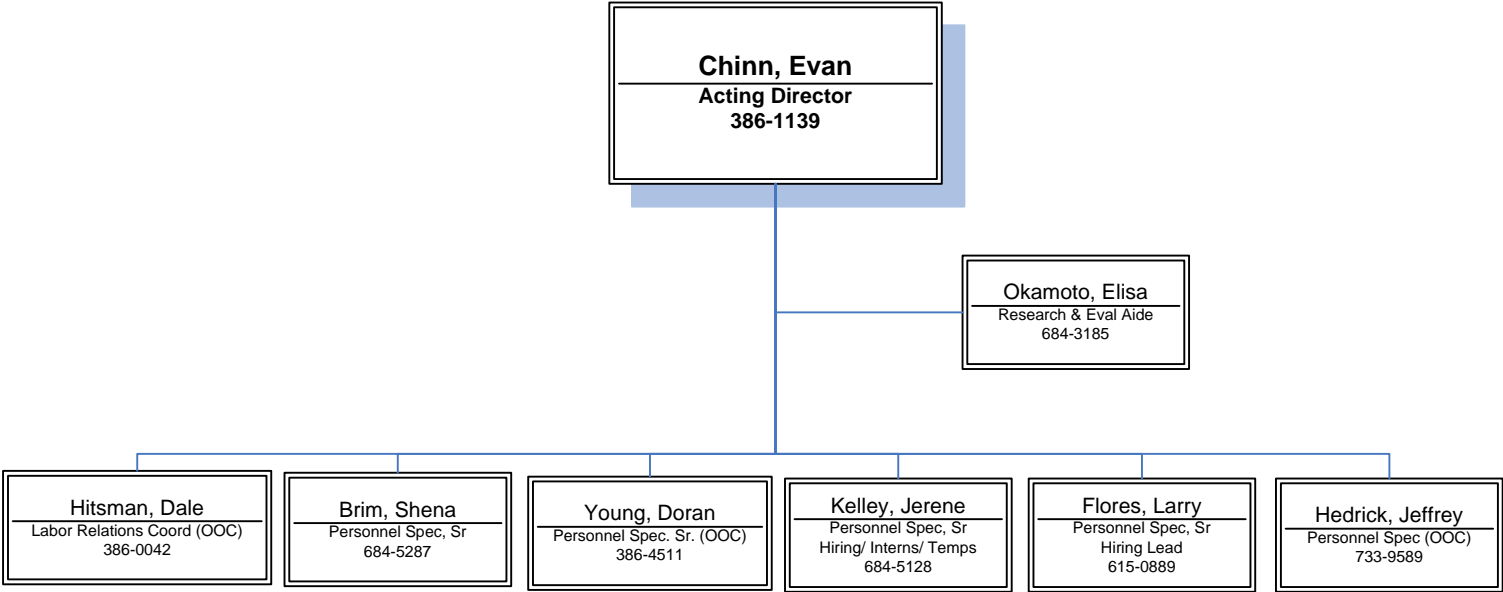 Chinn, Evan
Acting Director
386-1139
Okamoto, Elisa
Research & Eval Aide
684-3185
Hitsman, Dale
Labor Relations Coord (OOC)
386-0042
Brim, Shena
Personnel Spec, Sr
684-5287
Young, Doran
Personnel Spec. Sr. (OOC)
386-4511
Kelley, Jerene
Personnel Spec, Sr
Hiring/ Interns/ Temps
684-5128
Flores, Larry
Personnel Spec, Sr
Hiring Lead
615-0889
Hedrick, Jeffrey
Personnel Spec (OOC)
733-9589